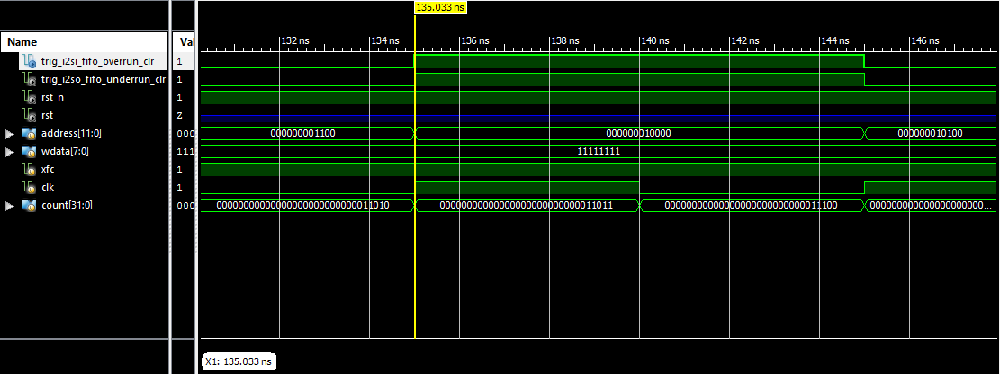 135.033 ns
Name Val
132 ns 134 ns 136 ns 138 ns 140 ns 142 ns 144 ns 146 ns
trig_i2si_fifo_overrun_clr 1
trig_i2so_fifo_underrun_clr 1
rst_n 1
rst Z
address[11:0] 000 000000001100 000000010000 000000010100
wdata[7:0] 111 11111111
xfc 1
clk 1
count[31:0] 000 00000000000000000000000000011010 00000000000000000000000000011011 00000000000000000000000000011100 0000000000000000000...
X1: 135.033 ns